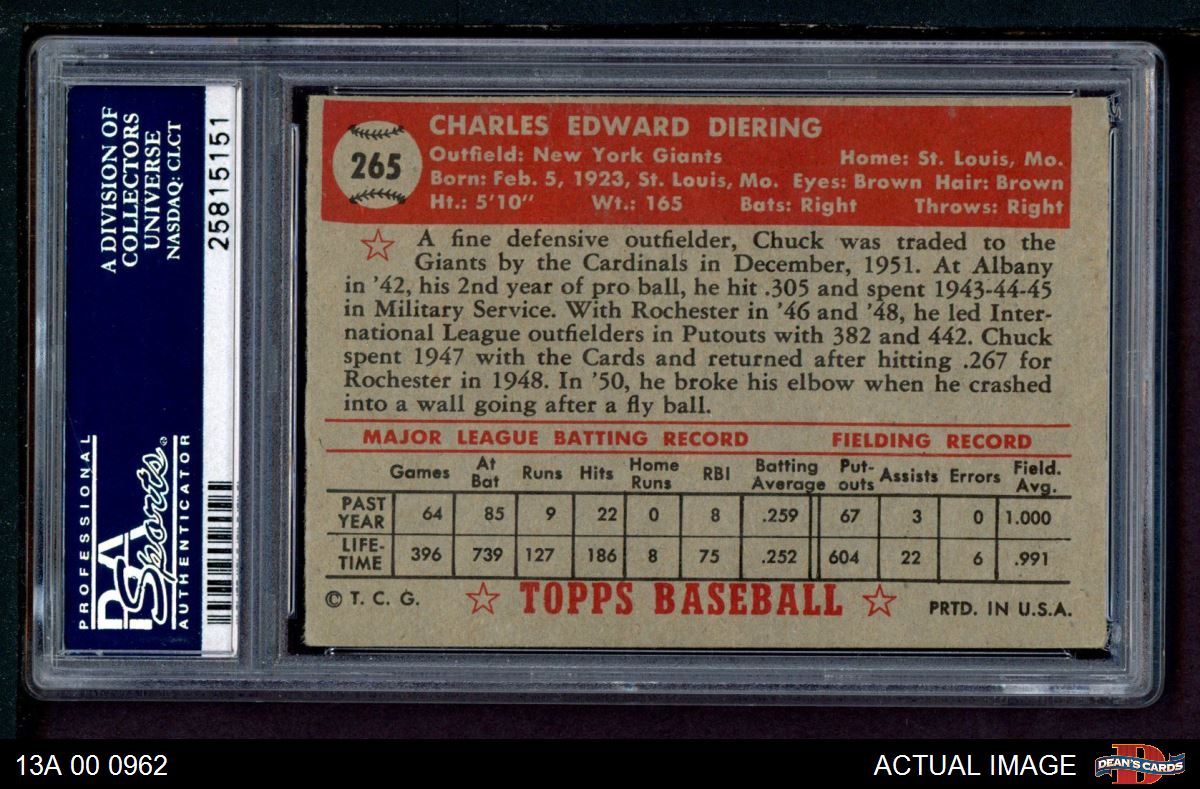 A DIVISION OF
COLLECTORS
UNIVERSE
NASDAQ: CLCT
25815151
PROFESSIONAL
PSA
Sports
AUTHENTICATOR
265
CHARLES EDWARD DIERING
Outfield: New York Giants Home: St. Louis, Mo.
Born: Feb. 5, 1923, St. Louis, Mo. Eyes: Brown Hair: Brown
Ht.: 5'10" Wt.: 165 Bats: Right Throws: Right
A fine defensive outfielder, Chuck was traded to the
Giants by the Cardinals in December, 1951. At Albany
in '42, his 2nd year of pro ball, he hit .305 and spent 1943-44-45
in Military Service. With Rochester in '46 and '48, he led Inter-
national League outfielders in Putouts with 382 and 442. Chuck
spent 1947 with the Cards and returned after hitting .267 for
Rochester in 1948. In '50, he broke his elbow when he crashed
into a wall going after a fly ball.
MAJOR LEAGUE BATTING RECORD FIELDING RECORD
Games At Bat Runs Hits Home Runs RBI Batting Average Put-outs Assists Errors Field. Avg.
PAST YEAR 64 85 9 22 0 8 .259 67 3 0 1.000
LIFE-TIME 396 739 127 186 8 75 .252 604 22 6 .991
© T. C. G. TOPPS BASEBALL PRTD. IN U.S.A.
13A 00 0962 ACTUAL IMAGE
D
DEAN'S CARDS